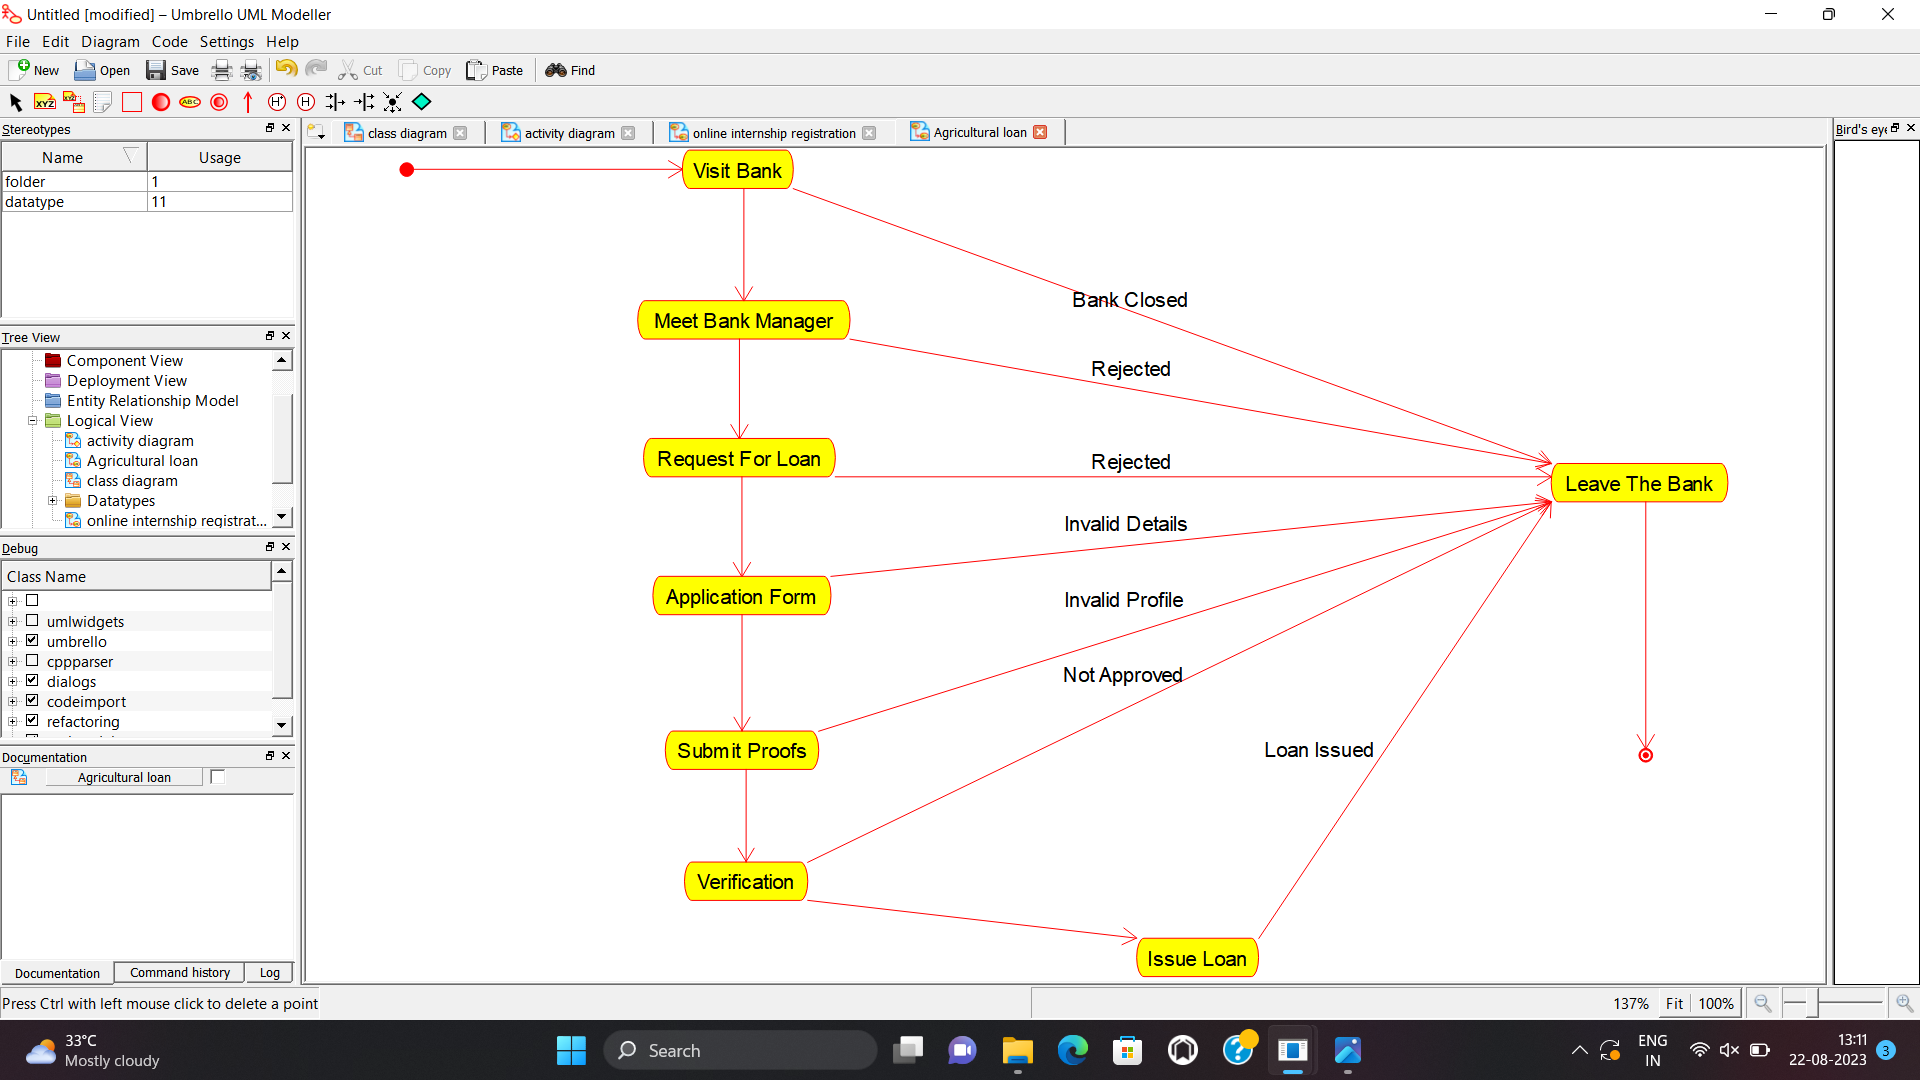 Untitled [modified] – Umbrello UML Modeller
File Edit Diagram Code Settings Help
New Open Save Cut Copy Paste Find
XYZ XYZ ABC H* H
Stereotypes
Name Usage
folder 1
datatype 11
Tree View
Component View
Deployment View
Entity Relationship Model
Logical View
activity diagram
Agricultural loan
class diagram
Datatypes
online internship registrat...
Debug
Class Name
umlwidgets
umbrello
cppparser
dialogs
codeimport
refactoring
Documentation
Agricultural loan
Documentation Command history Log
class diagram activity diagram online internship registration Agricultural loan
Visit Bank
Bank Closed
Meet Bank Manager
Rejected
Request For Loan
Rejected
Leave The Bank
Invalid Details
Application Form
Invalid Profile
Not Approved
Submit Proofs
Loan Issued
Verification
Issue Loan
Bird's eye
Press Ctrl with left mouse click to delete a point
137% Fit 100%
33°C
Mostly cloudy
Search
ENG
IN
13:11
22-08-2023
3